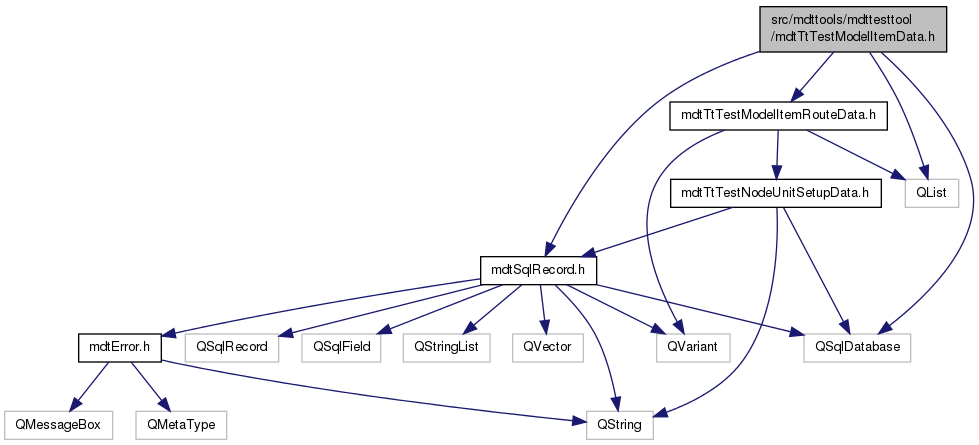 src/mdttools/mdttesttool
/mdtTtTestModelItemData.h
mdtTtTestModelItemRouteData.h
mdtTtTestNodeUnitSetupData.h
QList
mdtSqlRecord.h
mdtError.h
QSqlRecord
QSqlField
QStringList
QVector
QVariant
QSqlDatabase
QMessageBox
QMetaType
QString